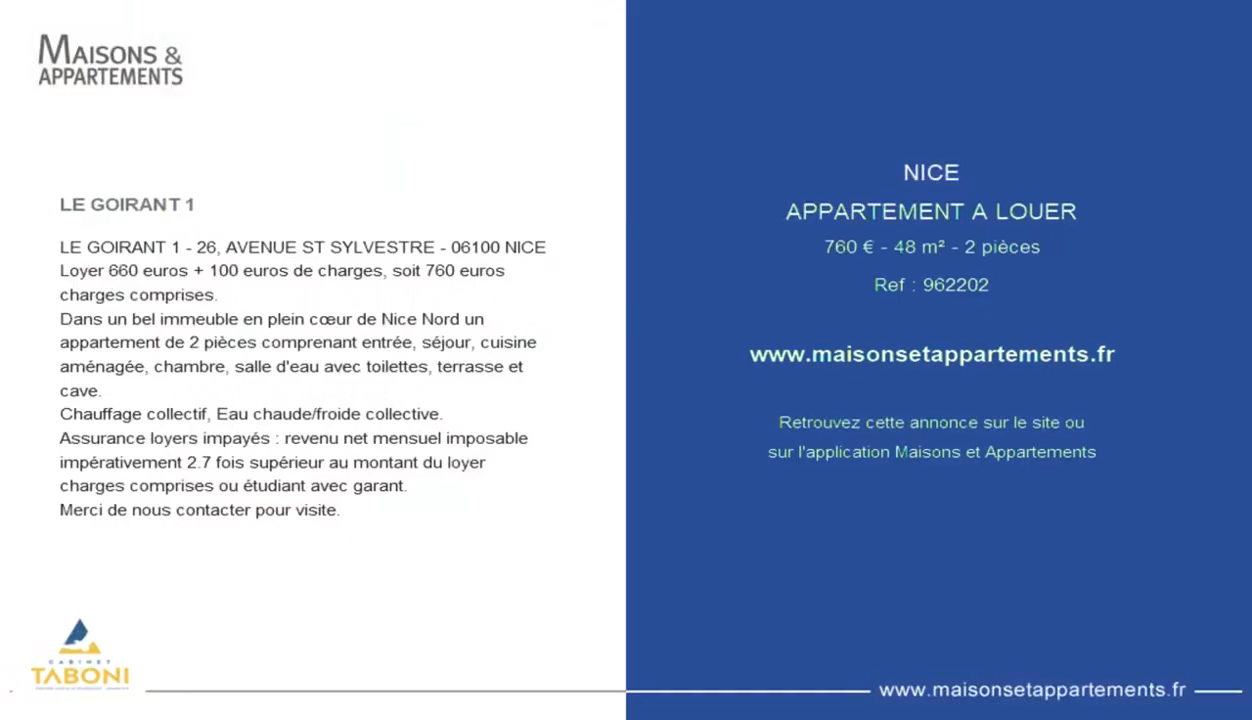 MAISONS &
APPARTEMENTS
LE GOIRANT 1
LE GOIRANT 1 - 26, AVENUE ST SYLVESTRE - 06100 NICE
Loyer 660 euros + 100 euros de charges, soit 760 euros
charges comprises.
Dans un bel immeuble en plein cœur de Nice Nord un
appartement de 2 pièces comprenant entrée, séjour, cuisine
aménagée, chambre, salle d'eau avec toilettes, terrasse et
cave.
Chauffage collectif, Eau chaude/froide collective.
Assurance loyers impayés : revenu net mensuel imposable
impérativement 2.7 fois supérieur au montant du loyer
charges comprises ou étudiant avec garant.
Merci de nous contacter pour visite.
CABINET
TABONI
NICE
APPARTEMENT A LOUER
760 € - 48 m² - 2 pièces
Ref : 962202
www.maisonsetappartements.fr
Retrouvez cette annonce sur le site ou
sur l'application Maisons et Appartements
www.maisonsetappartements.fr